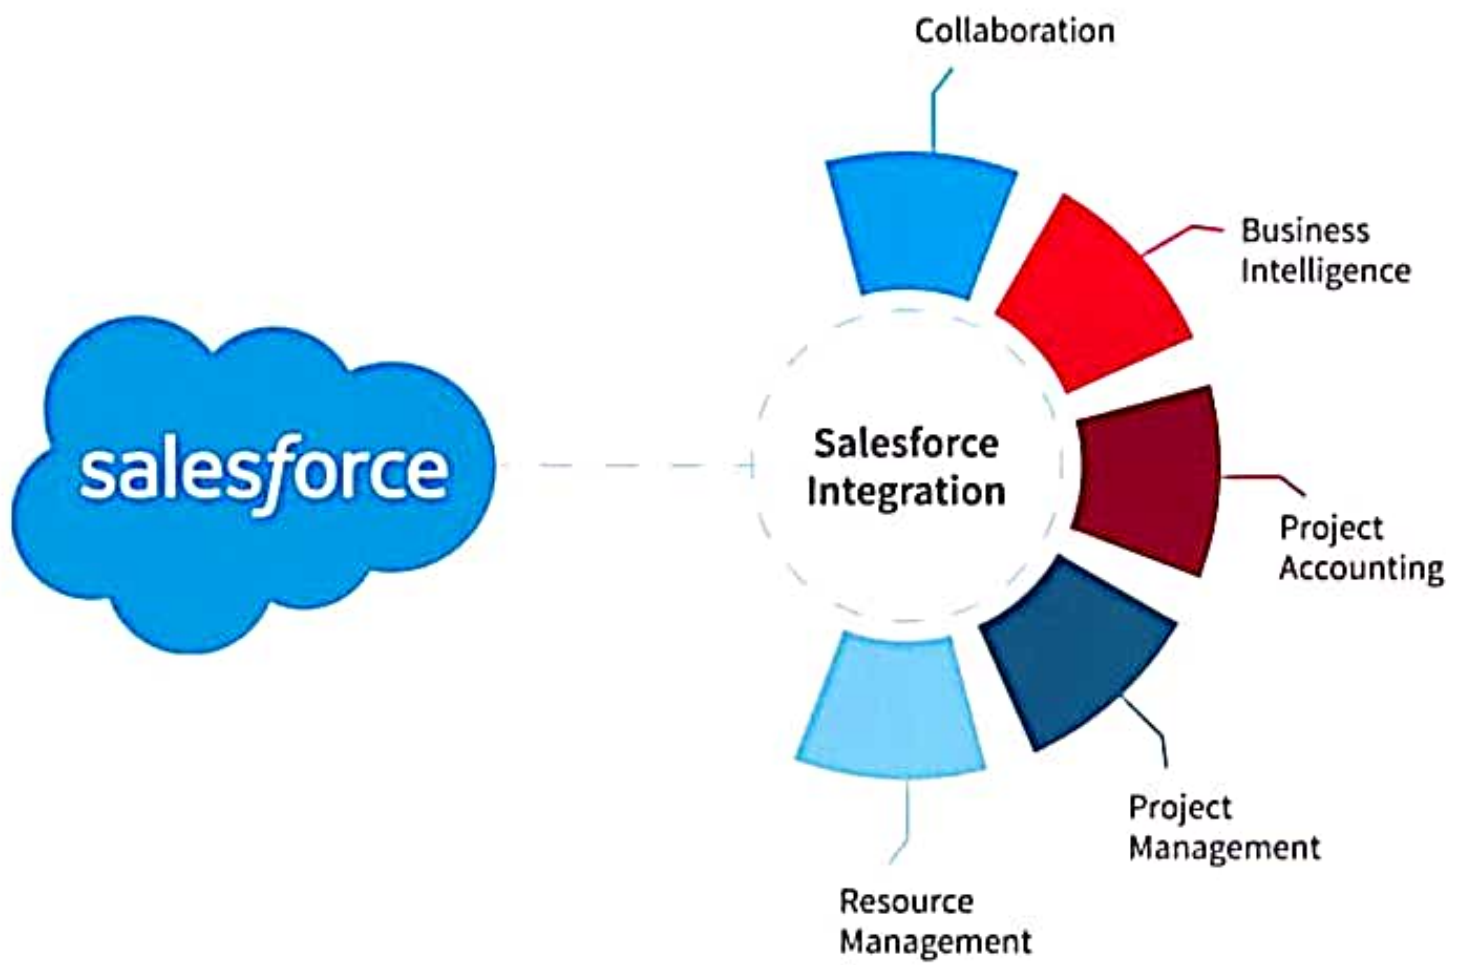 Collaboration
Business
Intelligence
salesforce
Salesforce
Integration
Project
Accounting
Project
Management
Resource
Management